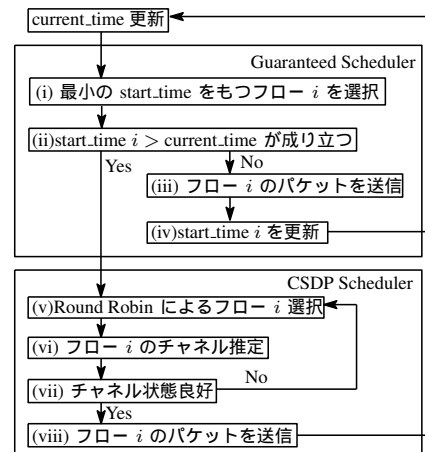 current_time 更新
Guaranteed Scheduler
(i) 最小の start_time をもつフロー i を選択
(ii)start_time i > current_time が成り立つ
Yes
No
(iii) フロー i のパケットを送信
(iv)start_time i を更新
CSDP Scheduler
(v)Round Robin によるフロー i 選択
(vi) フロー i のチャネル推定
(vii) チャネル状態良好
No
Yes
(viii) フロー i のパケットを送信